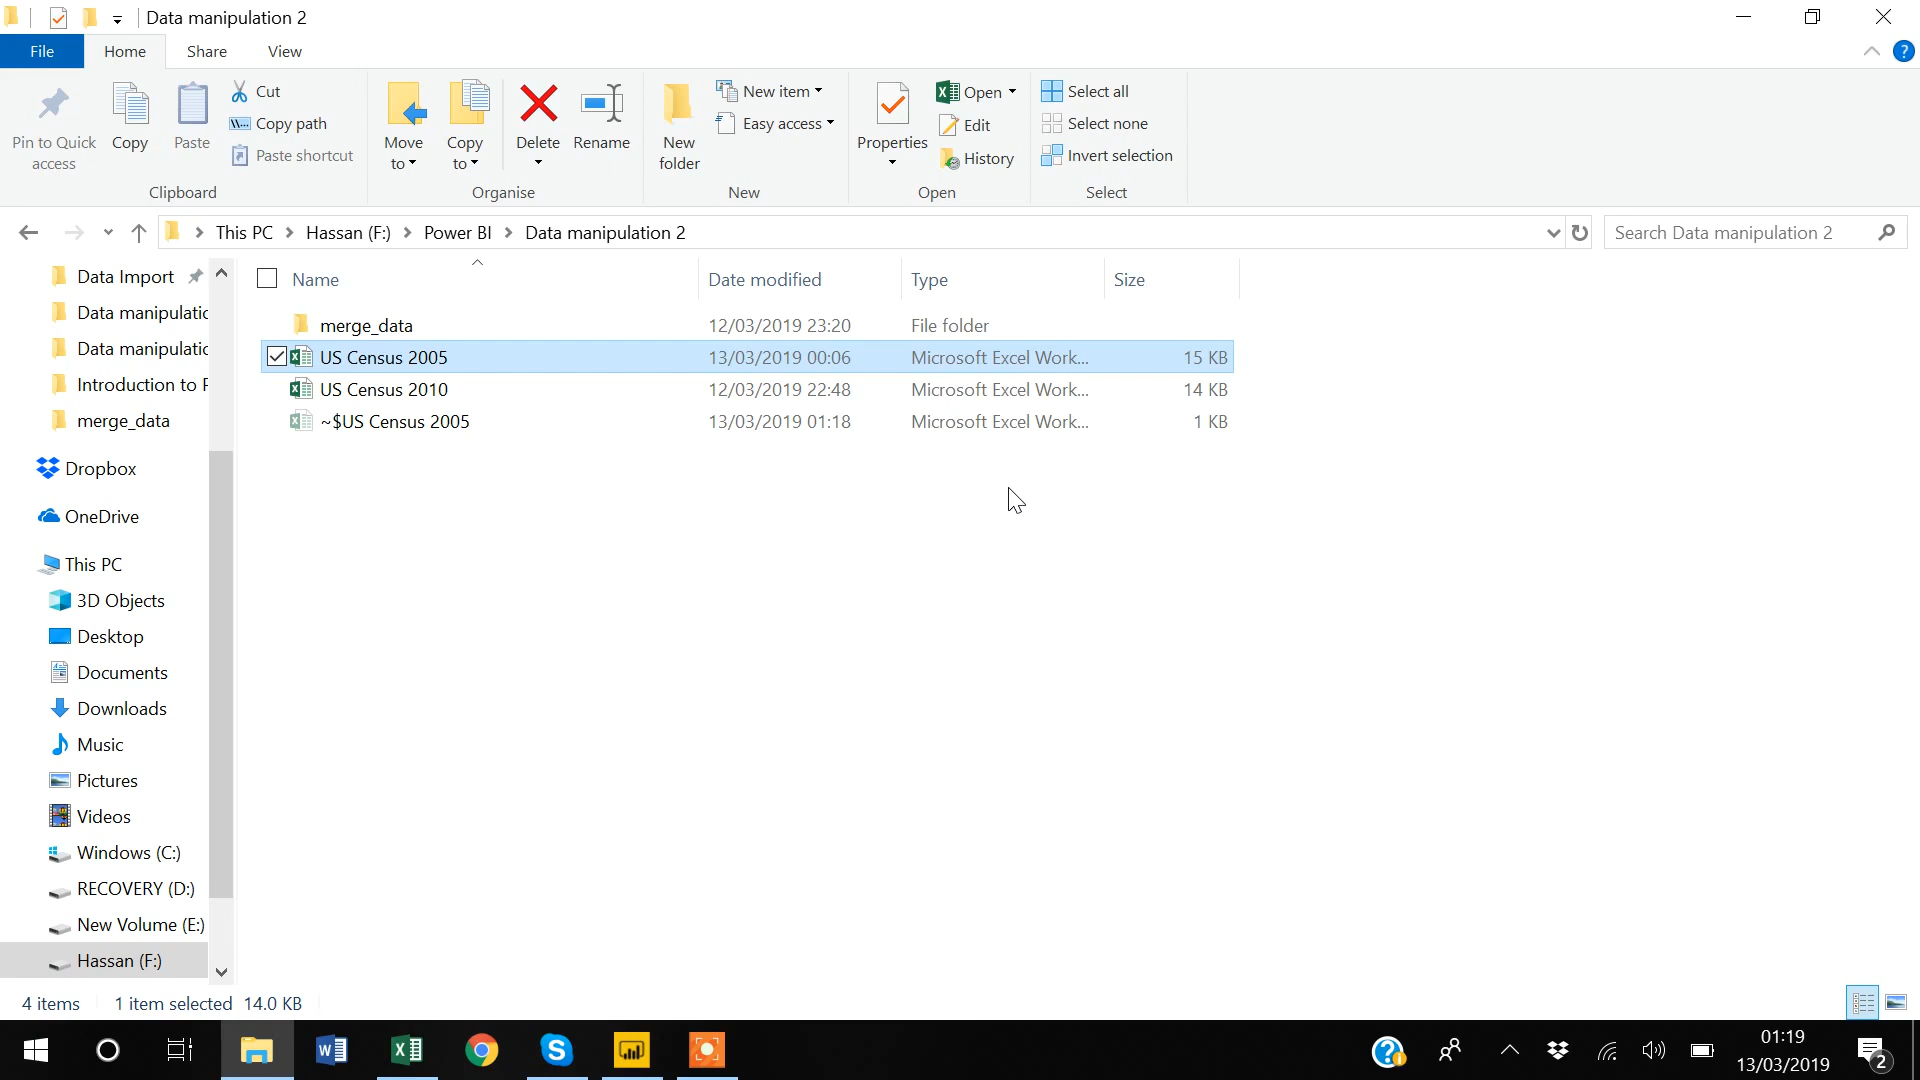 Data manipulation 2
File Home Share View
Pin to Quick access
Copy
Paste
Cut
Copy path
Paste shortcut
Clipboard
Move to
Copy to
Delete
Rename
Organise
New folder
New item
Easy access
New
Properties
Open
Edit
History
Open
Select all
Select none
Invert selection
Select
This PC Hassan (F:) Power BI Data manipulation 2
Search Data manipulation 2
Data Import
Data manipulatic
Data manipulatic
Introduction to P
merge_data
Dropbox
OneDrive
This PC
3D Objects
Desktop
Documents
Downloads
Music
Pictures
Videos
Windows (C:)
RECOVERY (D:)
New Volume (E:)
Hassan (F:)
Name Date modified Type Size
merge_data 12/03/2019 23:20 File folder
US Census 2005 13/03/2019 00:06 Microsoft Excel Work... 15 KB
US Census 2010 12/03/2019 22:48 Microsoft Excel Work... 14 KB
~$US Census 2005 13/03/2019 01:18 Microsoft Excel Work... 1 KB
4 items 1 item selected 14.0 KB
01:19
13/03/2019
2